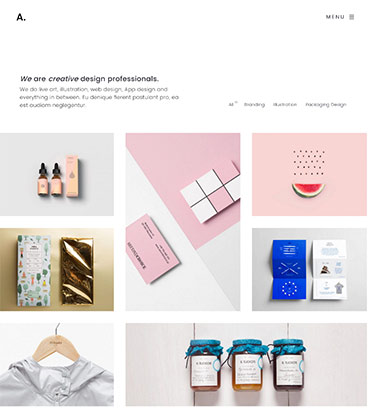 A.
MENU
We are creative design professionals.
We do live art, illustration, web design, App design and
everything in between. Eu denique fierent postulant pro, ea
est audiam neglegentur.
All
Branding
Illustration
Packaging Design